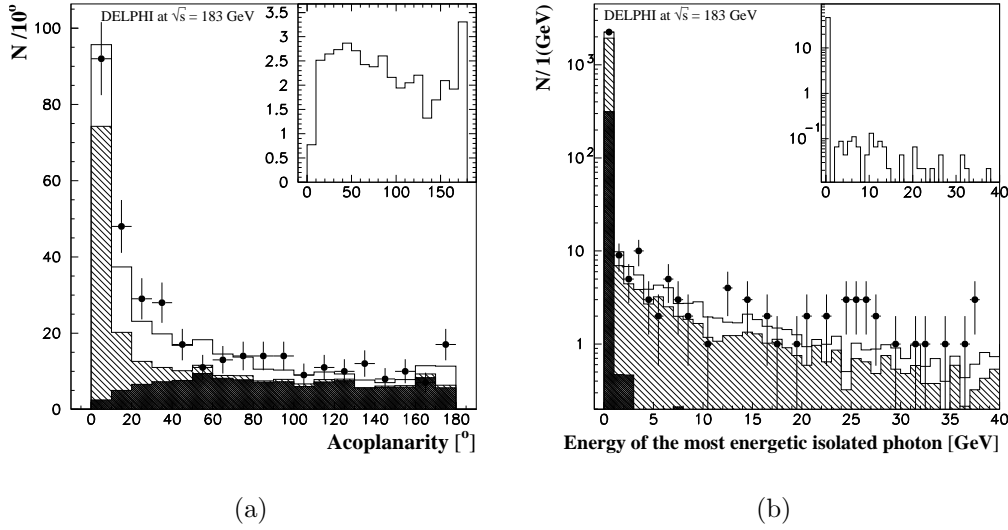 DELPHI at √s = 183 GeV
N /10°
100
80
60
40
20
0
3.5
3
2.5
2
1.5
1
0.5
0
0 50 100 150
0 20 40 60 80 100 120 140 160 180
Acoplanarity [°]
(a)
DELPHI at √s = 183 GeV
N/ 1(GeV)
10³
10²
10
1
10
1
10⁻¹
0 10 20 30 40
0 5 10 15 20 25 30 35 40
Energy of the most energetic isolated photon [GeV]
(b)